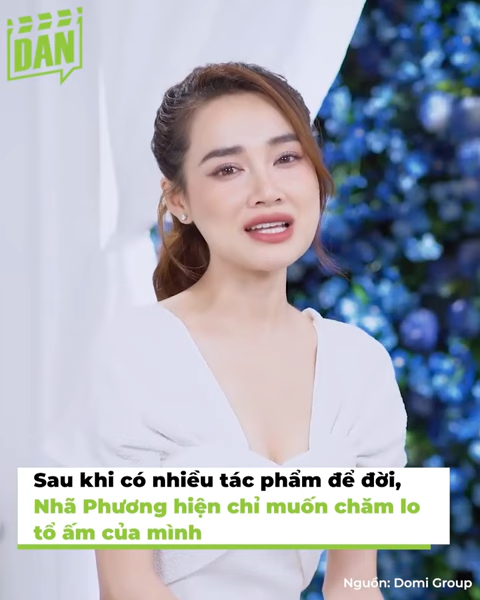 DAN
Sau khi có nhiều tác phẩm để đời,
Nhã Phương hiện chỉ muốn chăm lo
tổ ấm của mình
Nguồn: Domi Group